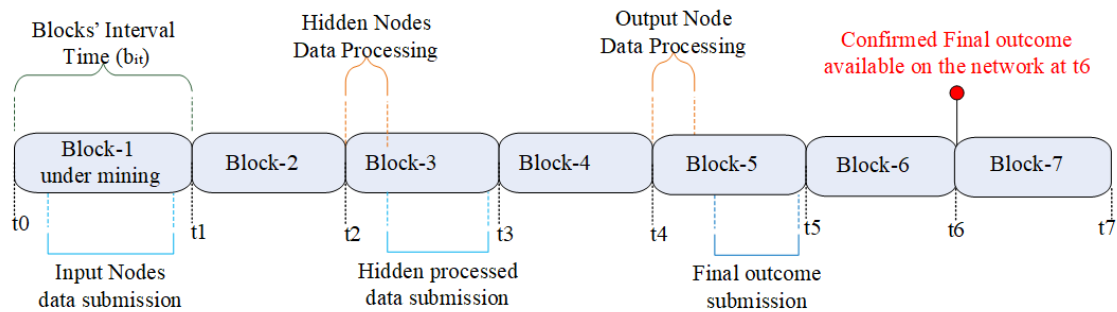 Blocks' Interval
Time (bit)
Hidden Nodes
Data Processing
Output Node
Data Processing
Confirmed Final outcome
available on the network at t6
Block-1
under mining
Block-2
Block-3
Block-4
Block-5
Block-6
Block-7
t0
t1
t2
t3
t4
t5
t6
t7
Input Nodes
data submission
Hidden processed
data submission
Final outcome
submission